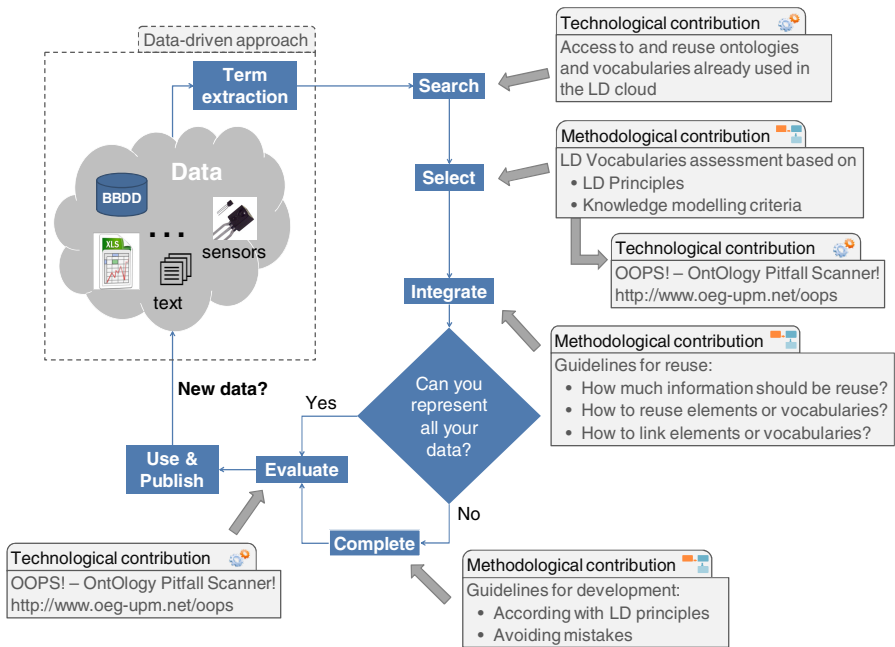 Data-driven approach
Term
extraction
Data
BBDD
XLS
...
sensors
text
New data?
Use &
Publish
Search
Select
Integrate
Can you
represent
all your
data?
Yes
No
Evaluate
Complete
Technological contribution
Access to and reuse ontologies
and vocabularies already used in
the LD cloud
Methodological contribution
LD Vocabularies assessment based on
• LD Principles
• Knowledge modelling criteria
Technological contribution
OOPS! – OntOlogy Pitfall Scanner!
http://www.oeg-upm.net/oops
Methodological contribution
Guidelines for reuse:
• How much information should be reuse?
• How to reuse elements or vocabularies?
• How to link elements or vocabularies?
Technological contribution
OOPS! – OntOlogy Pitfall Scanner!
http://www.oeg-upm.net/oops
Methodological contribution
Guidelines for development:
• According with LD principles
• Avoiding mistakes